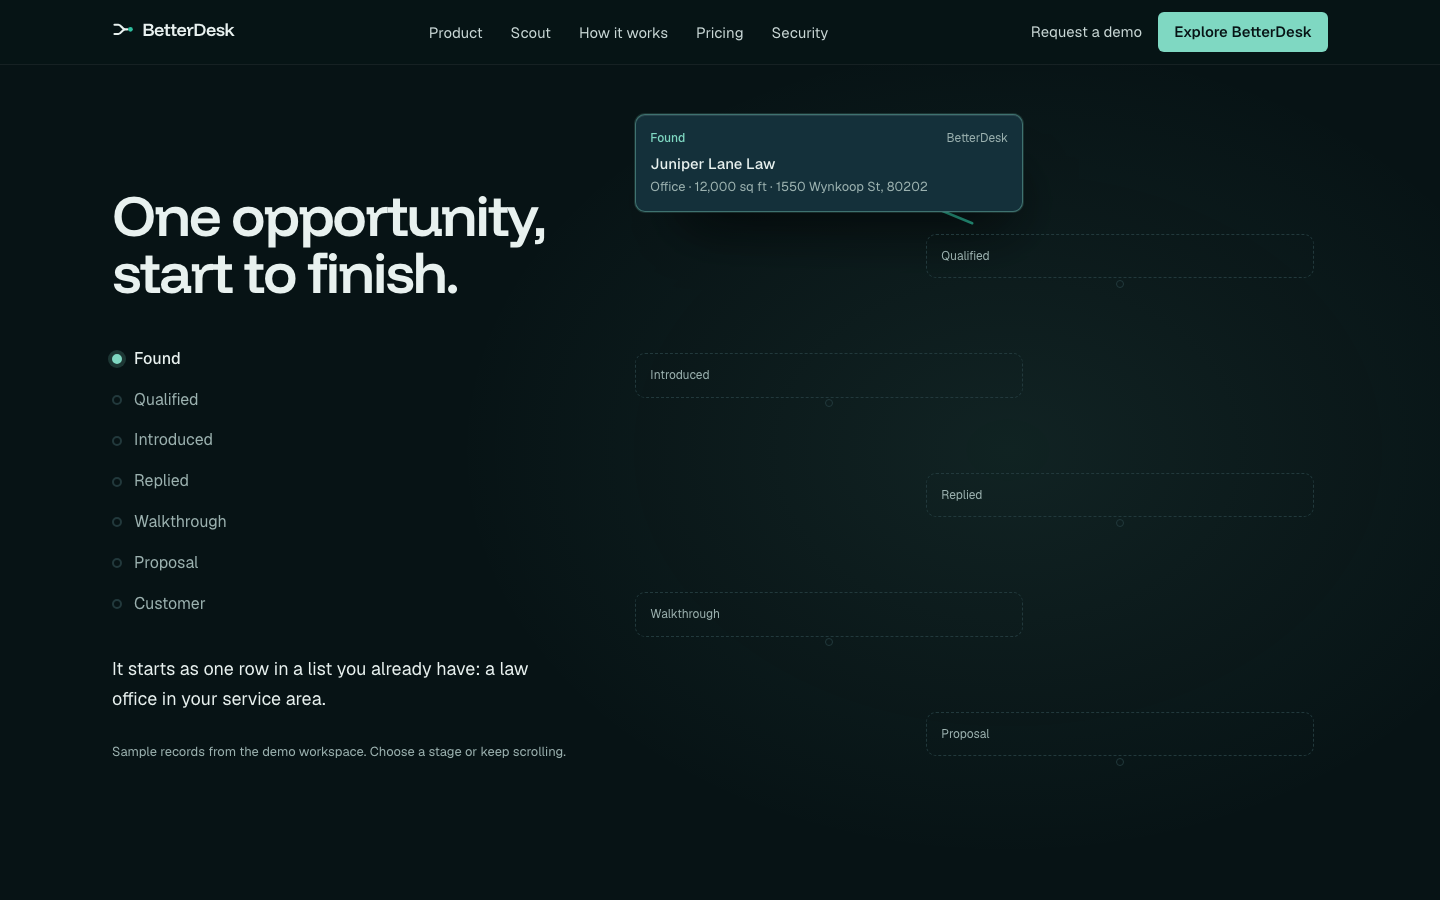 BetterDesk
Product
Scout
How it works
Pricing
Security
Request a demo
Explore BetterDesk
One opportunity,
start to finish.
Found
Qualified
Introduced
Replied
Walkthrough
Proposal
Customer
It starts as one row in a list you already have: a law
office in your service area.
Sample records from the demo workspace. Choose a stage or keep scrolling.
Found
BetterDesk
Juniper Lane Law
Office · 12,000 sq ft · 1550 Wynkoop St, 80202
Qualified
Introduced
Replied
Walkthrough
Proposal